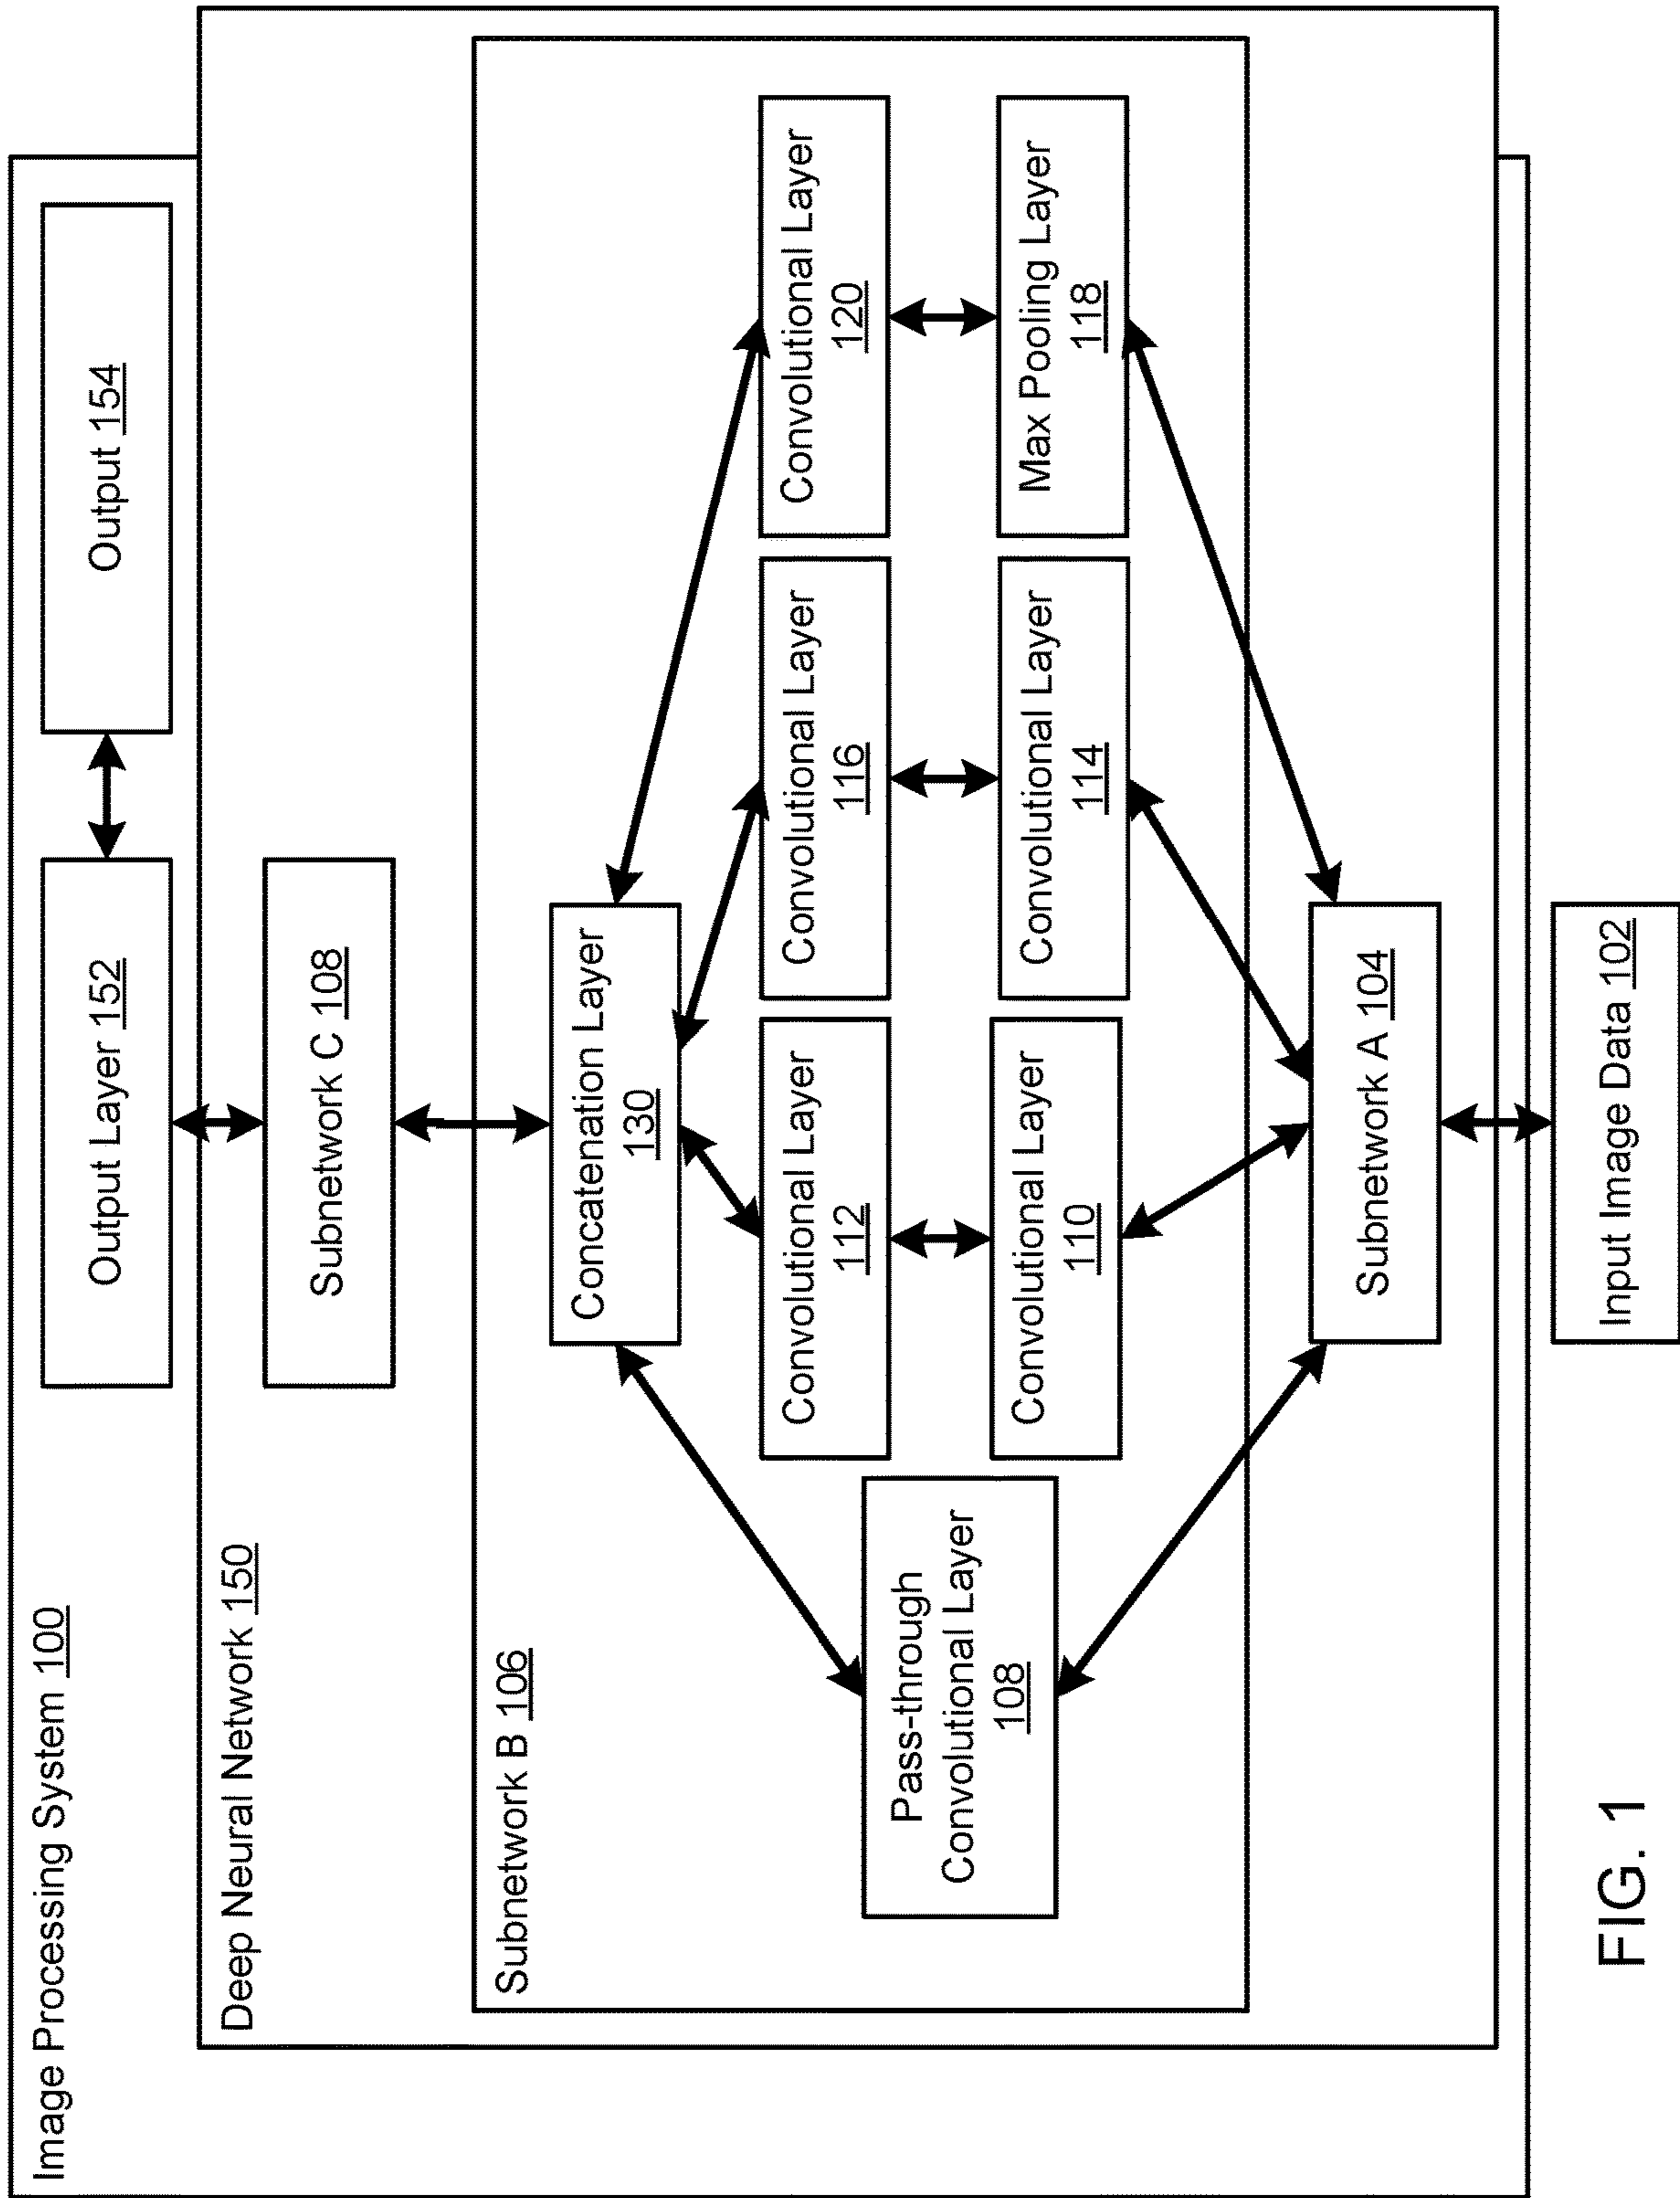 Image Processing System 100
Output Layer 152
Output 154
Deep Neural Network 150
Subnetwork C 108
Subnetwork B 106
Concatenation Layer
130
Pass-through
Convolutional Layer
108
Convolutional Layer
112
Convolutional Layer
116
Convolutional Layer
120
Convolutional Layer
110
Convolutional Layer
114
Max Pooling Layer
118
Subnetwork A 104
Input Image Data 102
FIG. 1